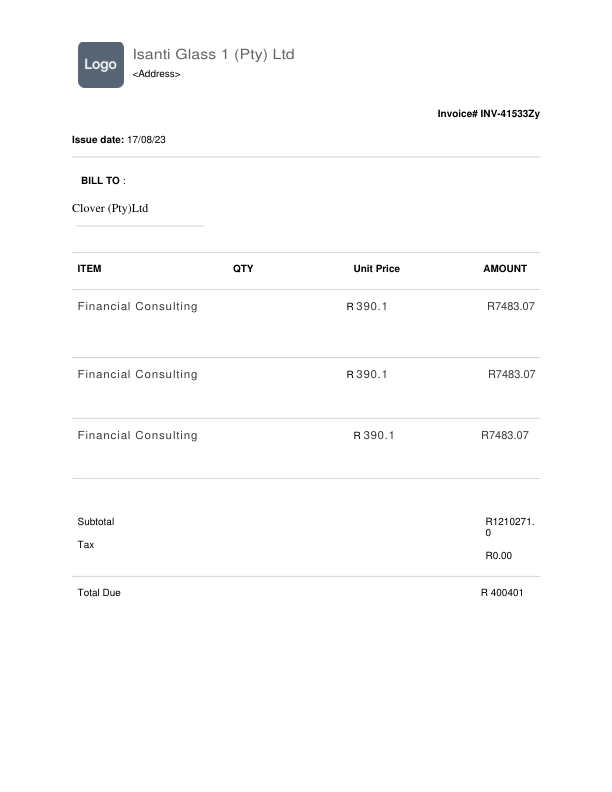 Logo
Isanti Glass 1 (Pty) Ltd
<Address>
Invoice# INV-41533Zy
Issue date: 17/08/23
BILL TO :
Clover (Pty)Ltd
ITEM QTY Unit Price AMOUNT
Financial Consulting R 390.1 R7483.07
Financial Consulting R 390.1 R7483.07
Financial Consulting R 390.1 R7483.07
Subtotal R1210271.
0
Tax
R0.00
Total Due R 400401